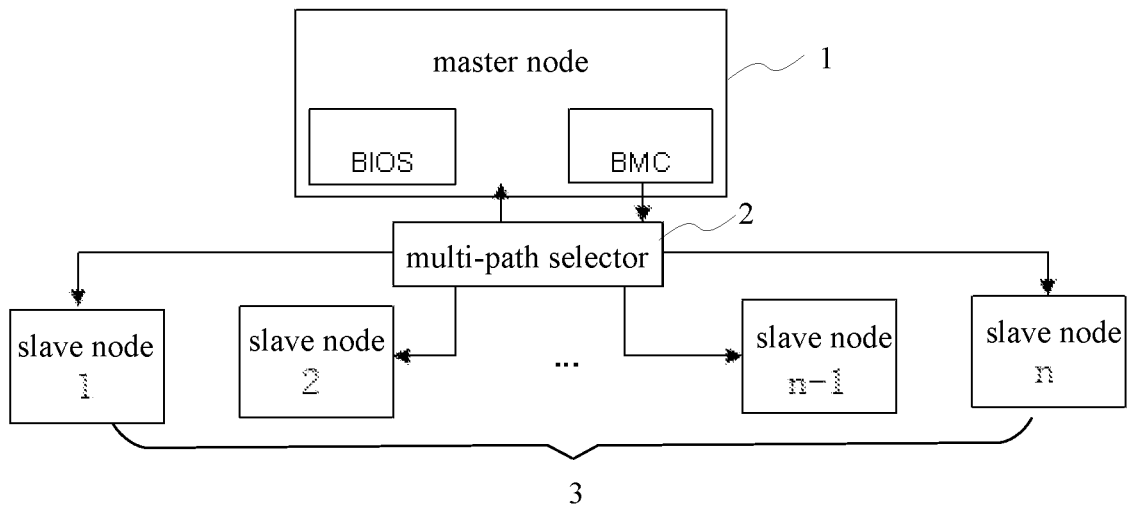 master node
1
BIOS
BMC
2
multi-path selector
slave node
1
slave node
2
...
slave node
n-1
slave node
n
3